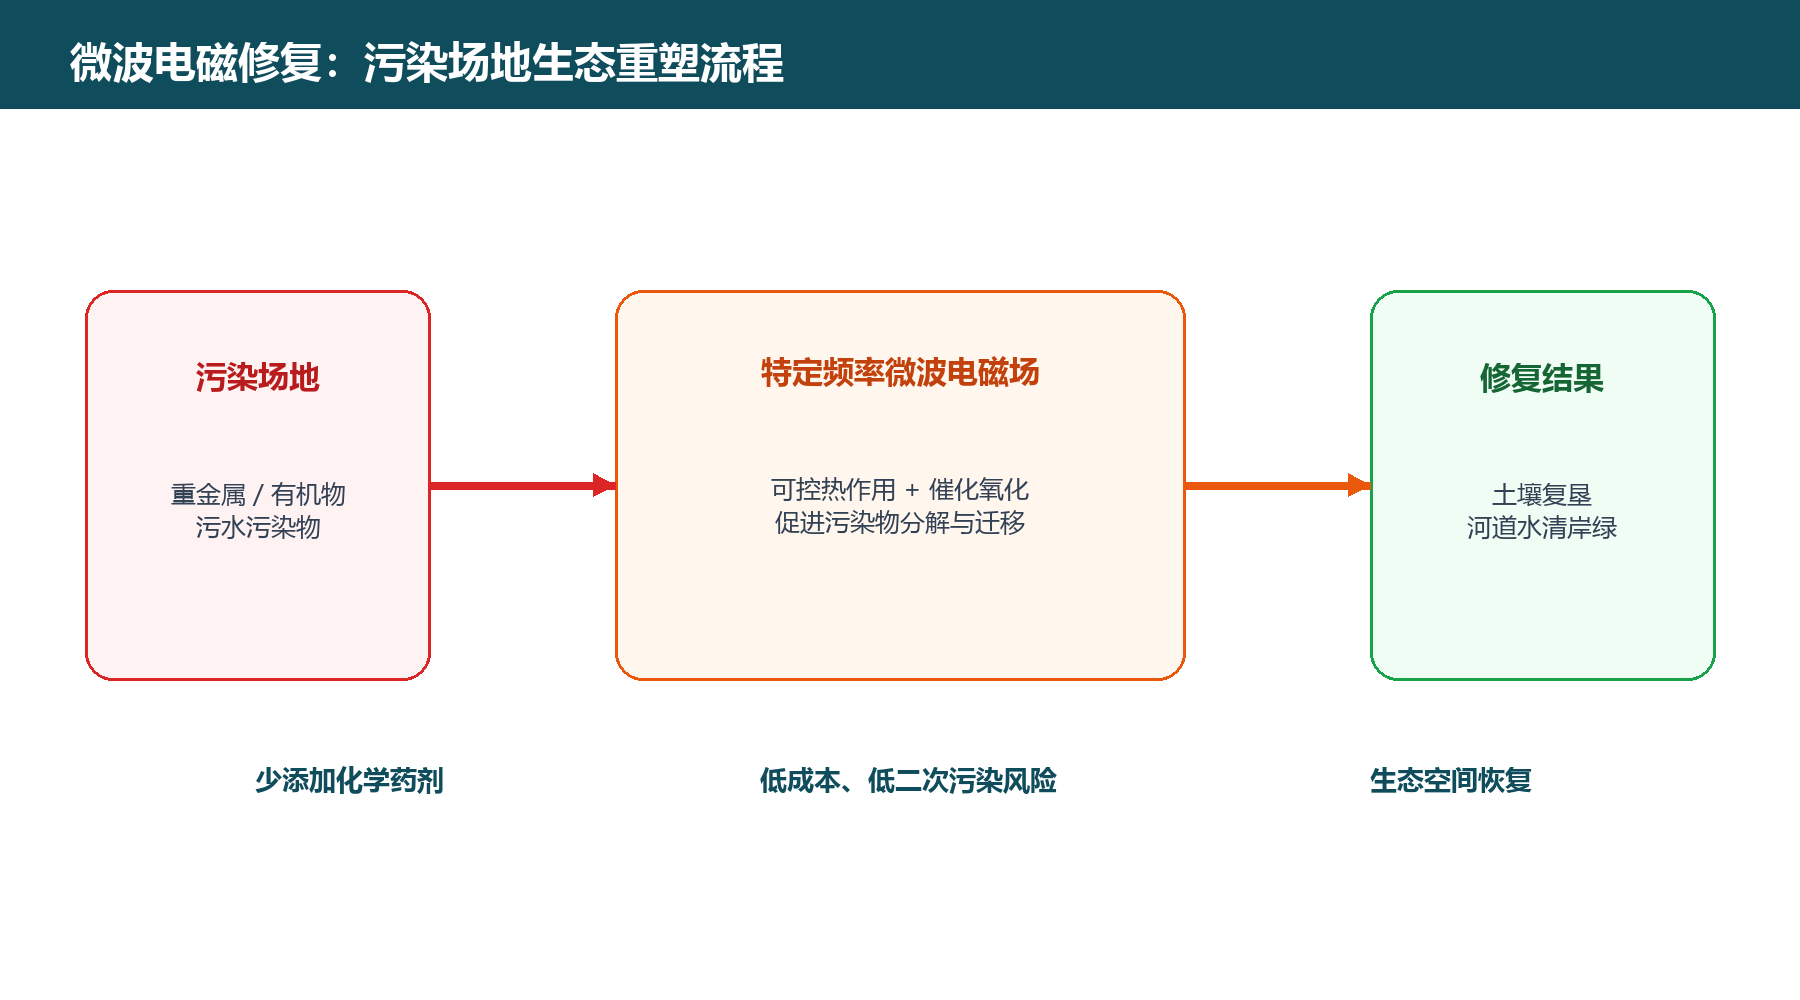 微波电磁修复：污染场地生态重塑流程
污染场地
重金属 / 有机物
污水污染物
特定频率微波电磁场
可控热作用 + 催化氧化
促进污染物分解与迁移
修复结果
土壤复垦
河道水清岸绿
少添加化学药剂
低成本、低二次污染风险
生态空间恢复